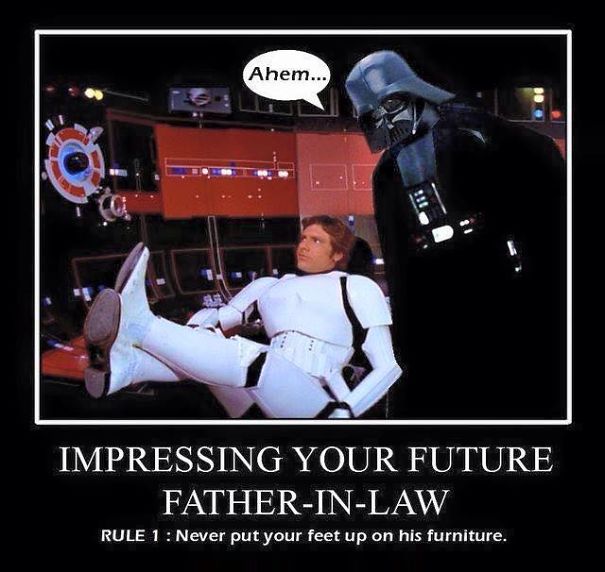 Ahem...
IMPRESSING YOUR FUTURE
FATHER-IN-LAW
RULE 1 : Never put your feet up on his furniture.